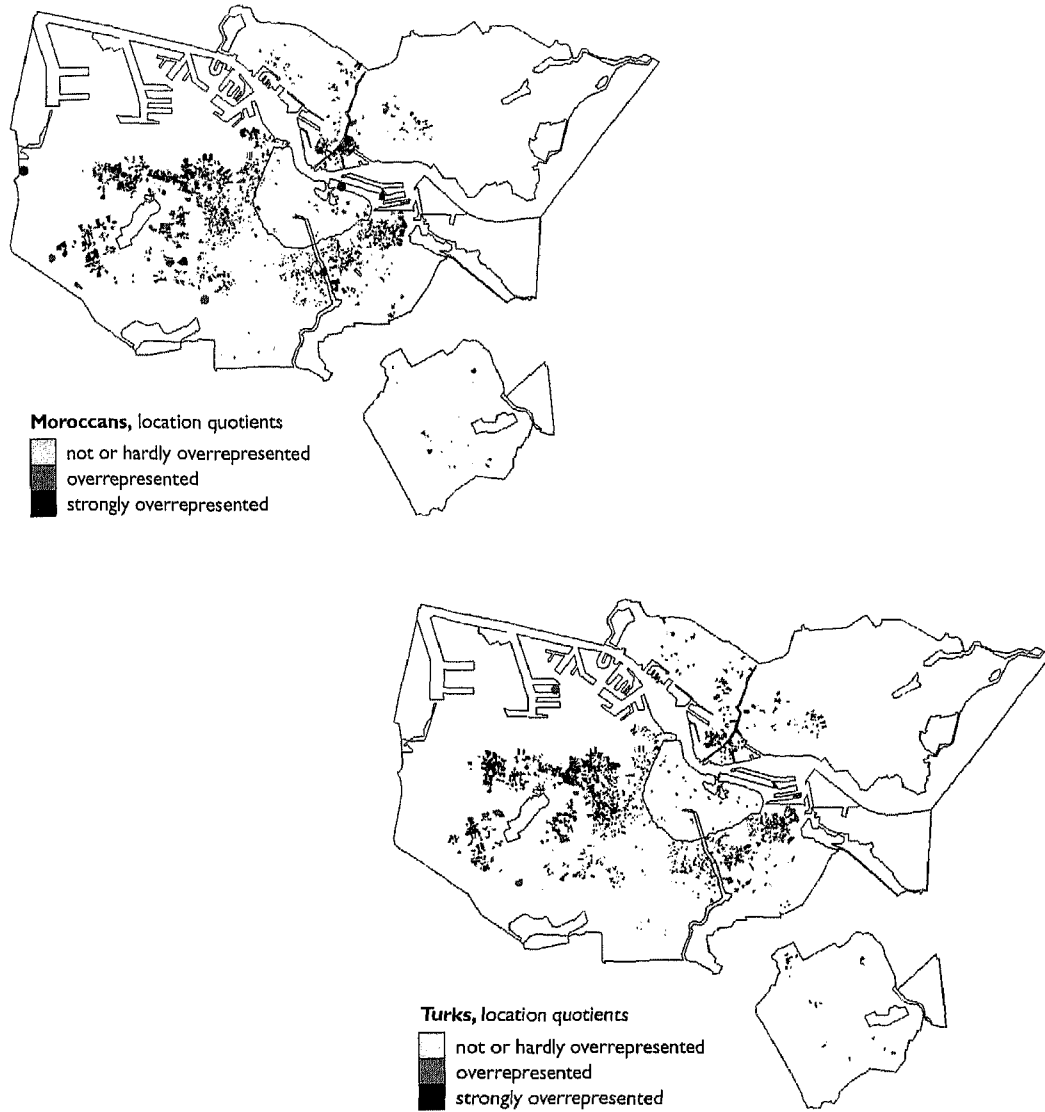 Moroccans, location quotients
not or hardly overrepresented
overrepresented
strongly overrepresented
Turks, location quotients
not or hardly overrepresented
overrepresented
strongly overrepresented